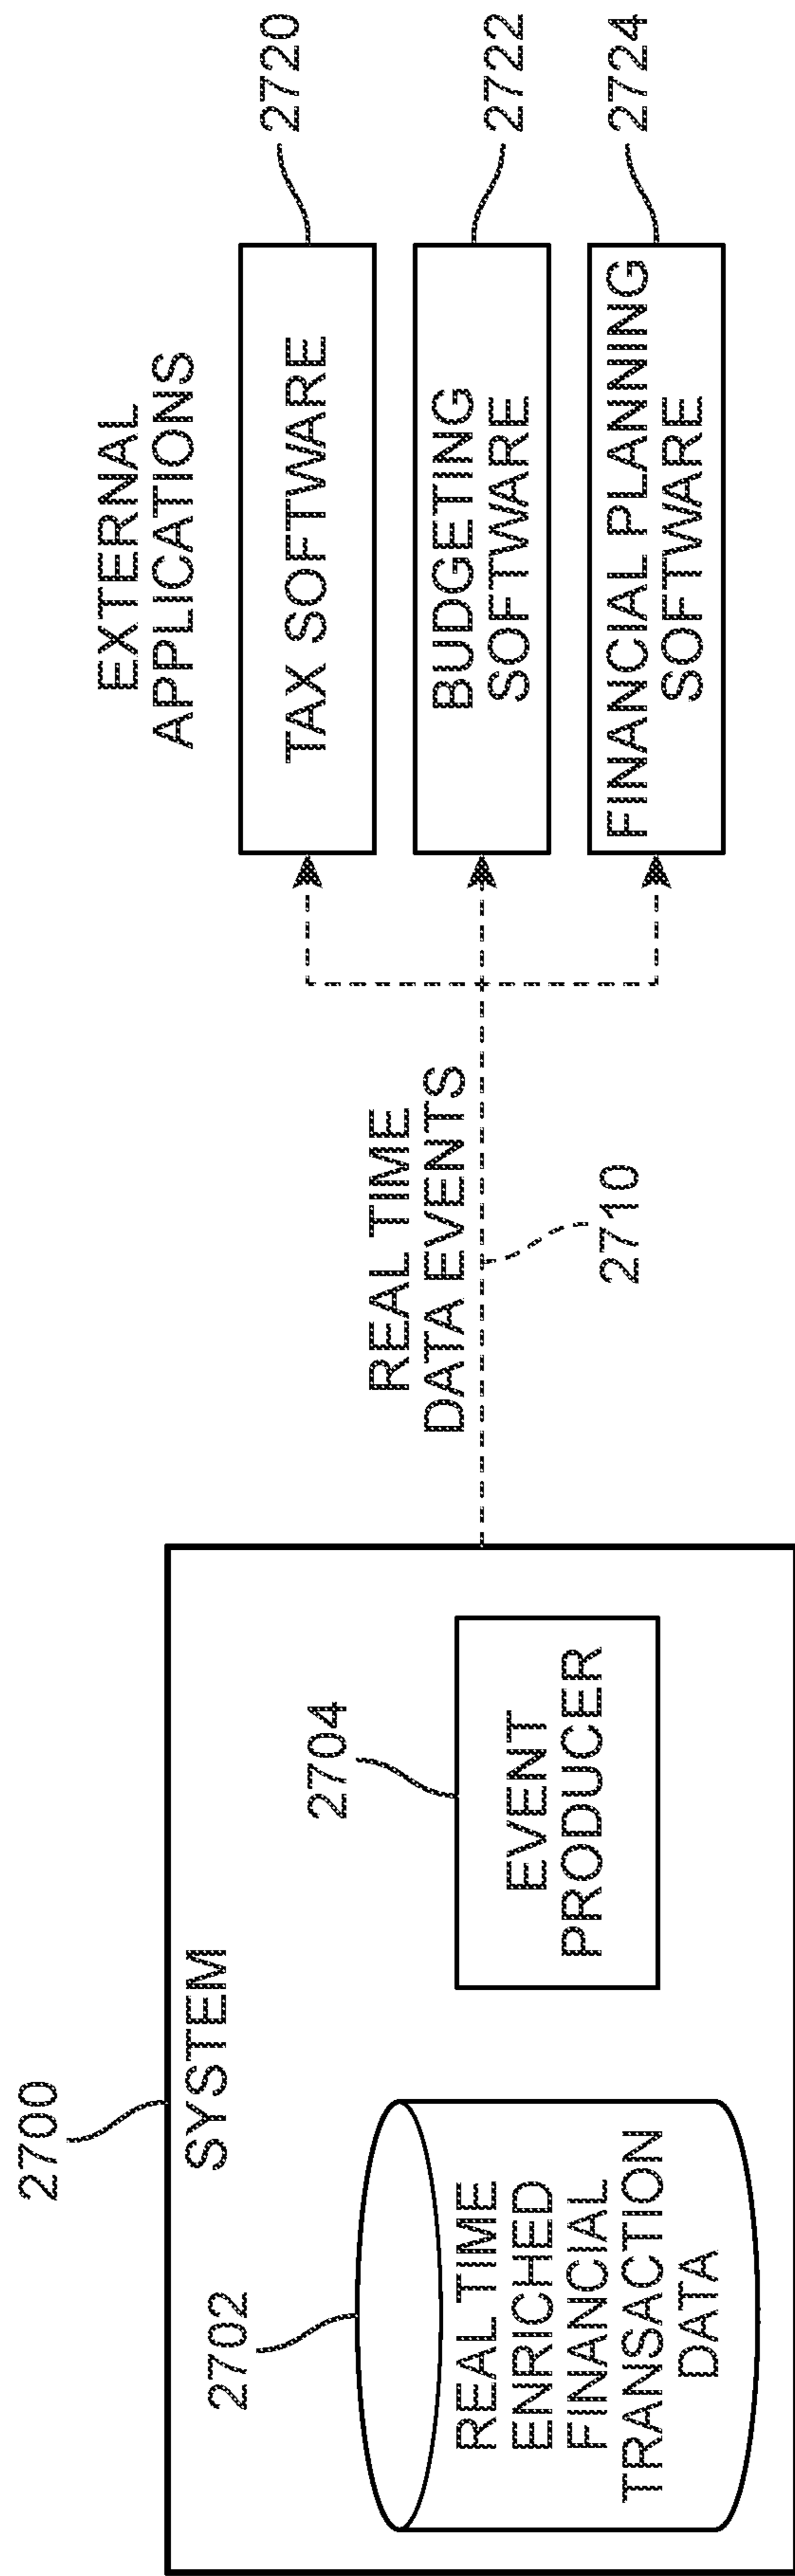 2700
SYSTEM
2702
REAL TIME
ENRICHED
FINANCIAL
TRANSACTION
DATA
2704
EVENT
PRODUCER
REAL TIME
DATA EVENTS
2710
EXTERNAL
APPLICATIONS
TAX SOFTWARE
2720
BUDGETING
SOFTWARE
2722
FINANCIAL PLANNING
SOFTWARE
2724